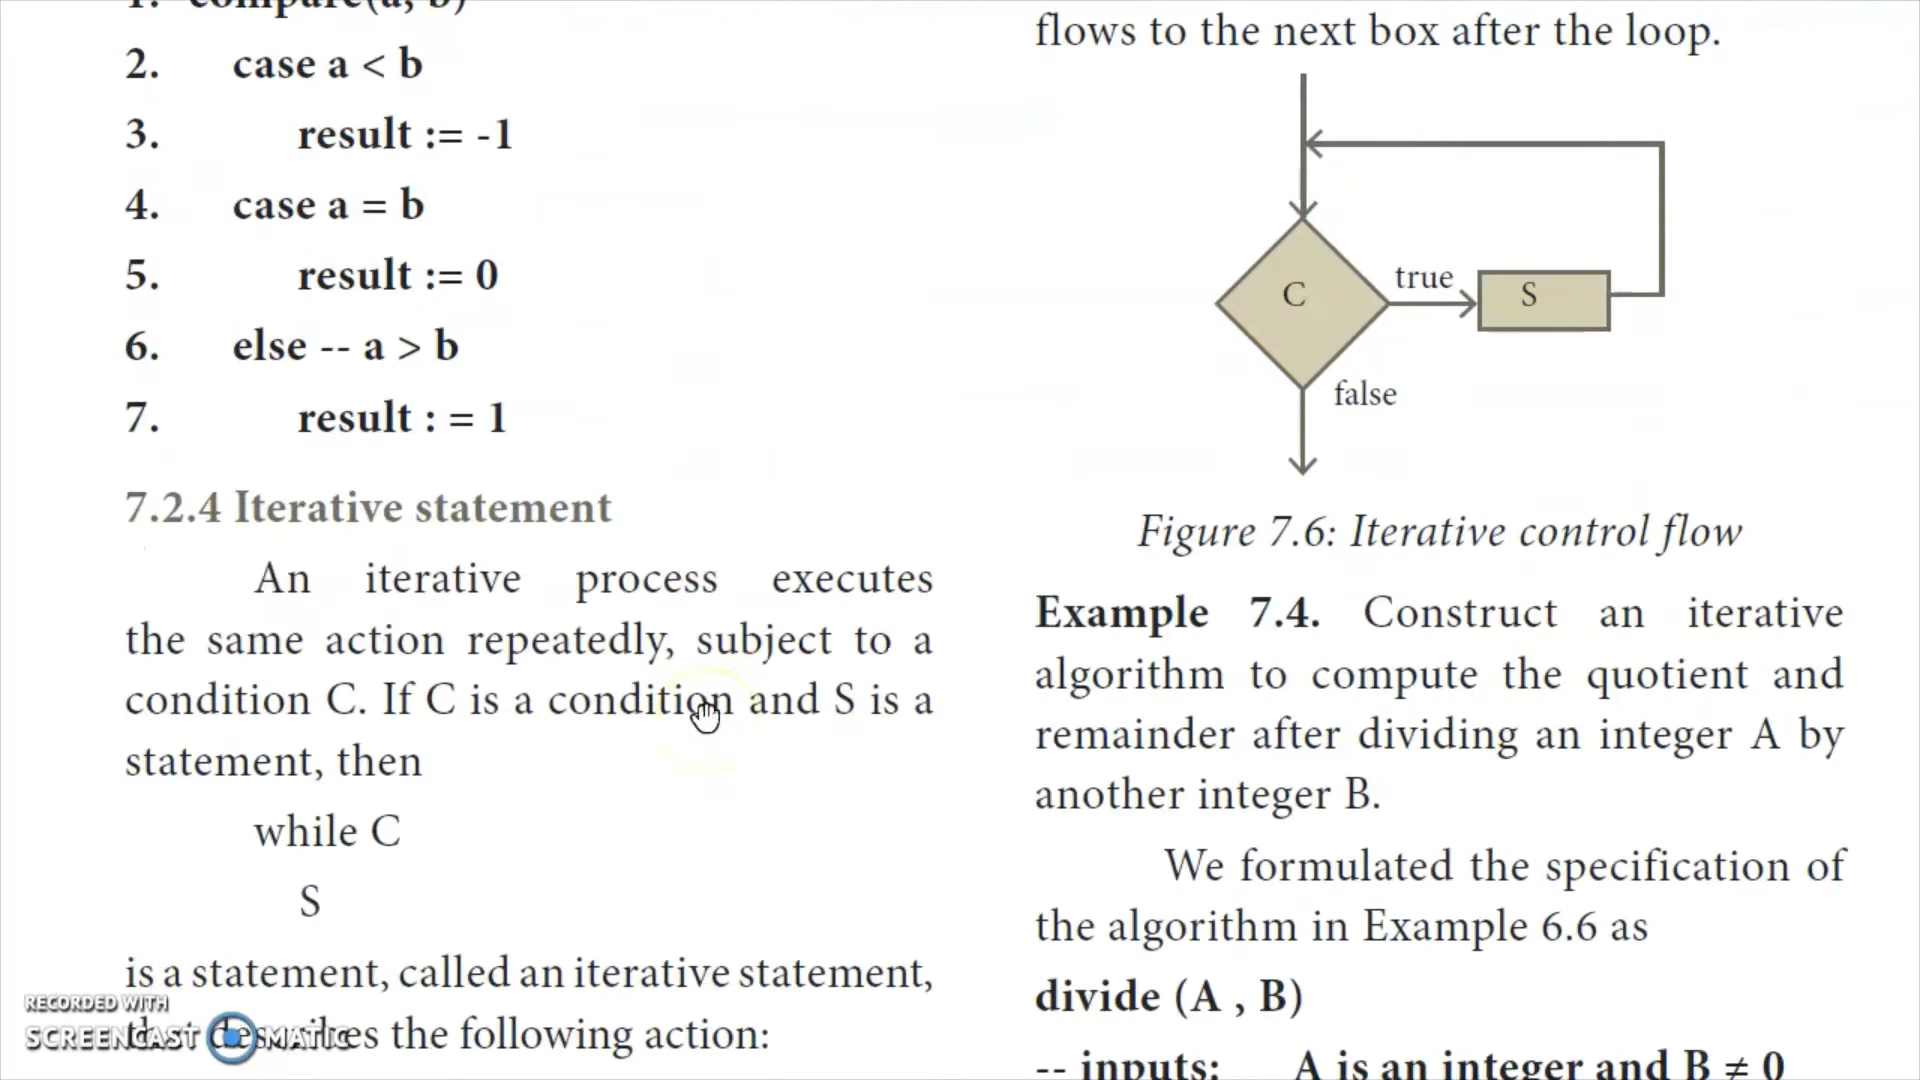 1. compare(a, b)
2. case a < b
3. result := -1
4. case a = b
5. result := 0
6. else -- a > b
7. result : = 1
7.2.4 Iterative statement
An iterative process executes
the same action repeatedly, subject to a
condition C. If C is a condition and S is a
statement, then
while C
S
is a statement, called an iterative statement,
that describes the following action:
flows to the next box after the loop.
C
true
S
false
Figure 7.6: Iterative control flow
Example 7.4. Construct an iterative
algorithm to compute the quotient and
remainder after dividing an integer A by
another integer B.
We formulated the specification of
the algorithm in Example 6.6 as
divide (A , B)
-- inputs: A is an integer and B ≠ 0
RECORDED WITH
SCREENCAST MATIC